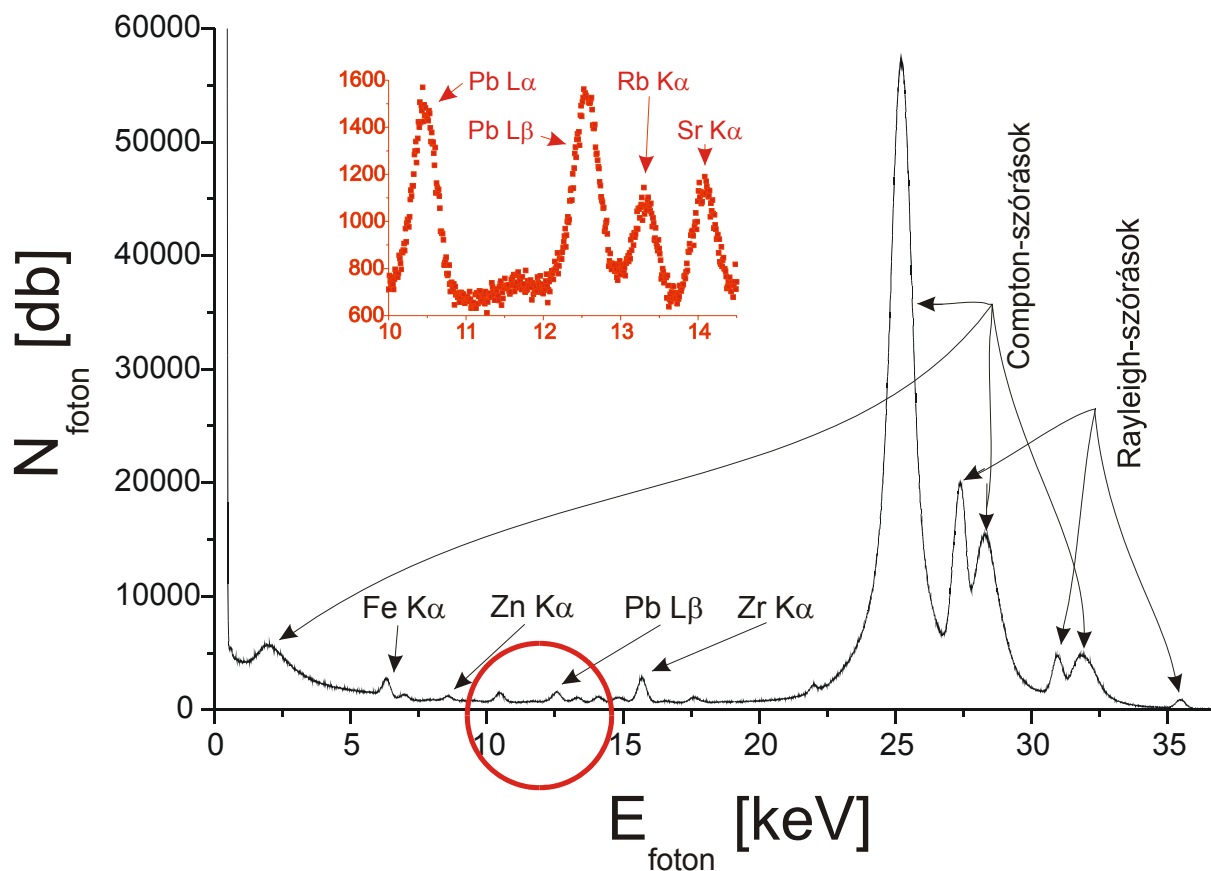 60000
50000
40000
30000
20000
10000
0
N foton [db]
1600
1400
1200
1000
800
600
10 11 12 13 14
Pb Lα
Pb Lβ
Rb Kα
Sr Kα
Compton-szórások
Rayleigh-szórások
Fe Kα
Zn Kα
Pb Lβ
Zr Kα
0 5 10 15 20 25 30 35
E foton [keV]